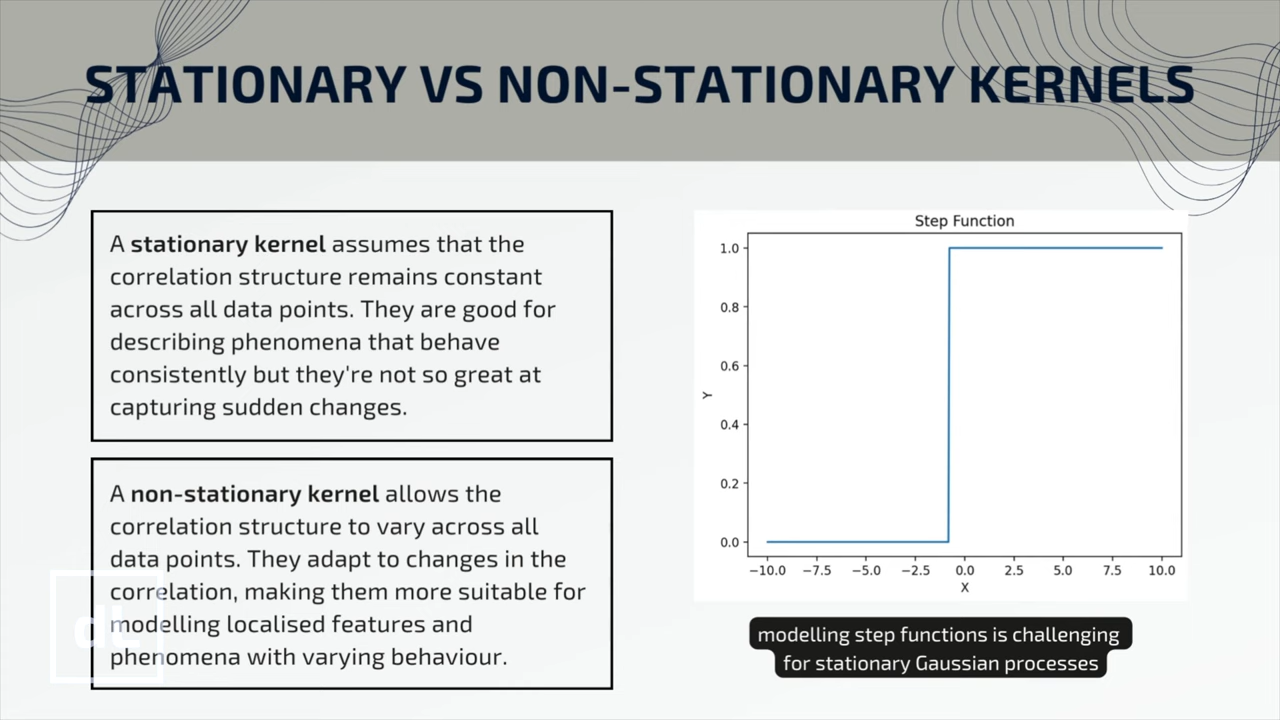 STATIONARY VS NON-STATIONARY KERNELS
A stationary kernel assumes that the
correlation structure remains constant
across all data points. They are good for
describing phenomena that behave
consistently but they're not so great at
capturing sudden changes.
A non-stationary kernel allows the
correlation structure to vary across all
data points. They adapt to changes in the
correlation, making them more suitable for
modelling localised features and
phenomena with varying behaviour.
Step Function
1.0
0.8
0.6
0.4
0.2
0.0
Y
−10.0 −7.5 −5.0 −2.5 0.0 2.5 5.0 7.5 10.0
X
modelling step functions is challenging
for stationary Gaussian processes